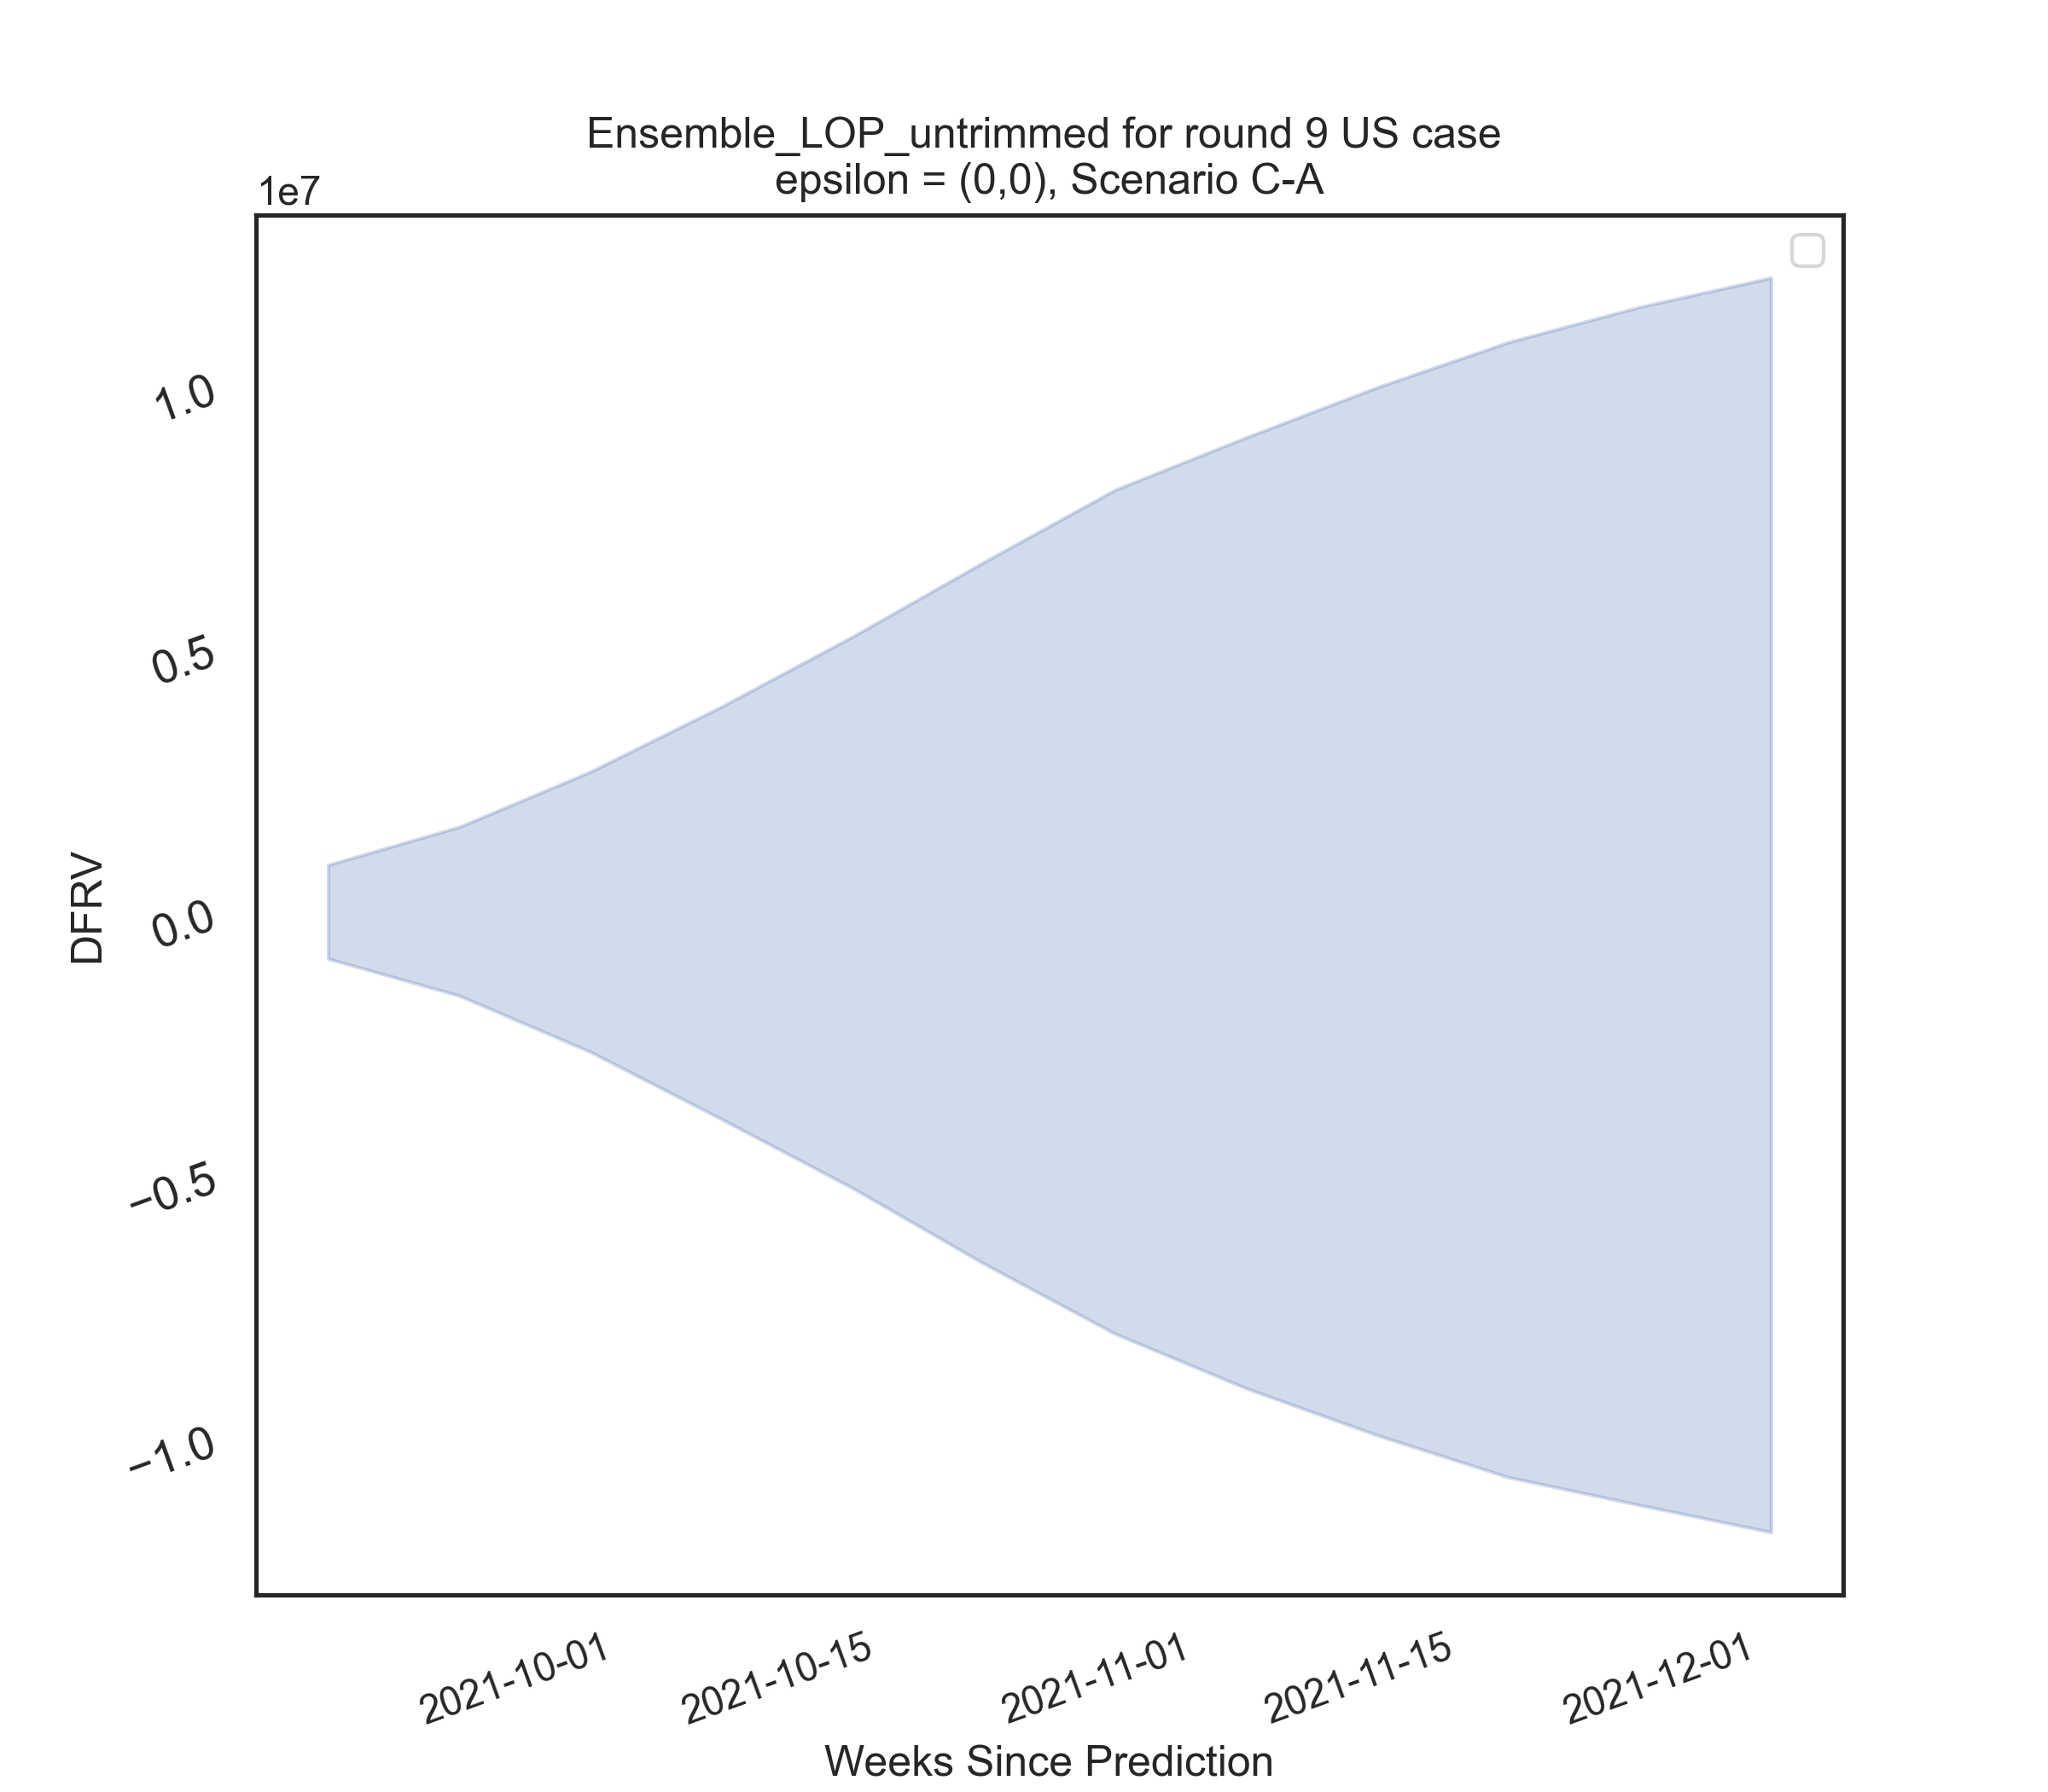 Ensemble_LOP_untrimmed for round 9 US case
epsilon = (0,0), Scenario C-A
1e7
1.0
0.5
0.0
−0.5
−1.0
DFRV
2021-10-01
2021-10-15
2021-11-01
2021-11-15
2021-12-01
Weeks Since Prediction